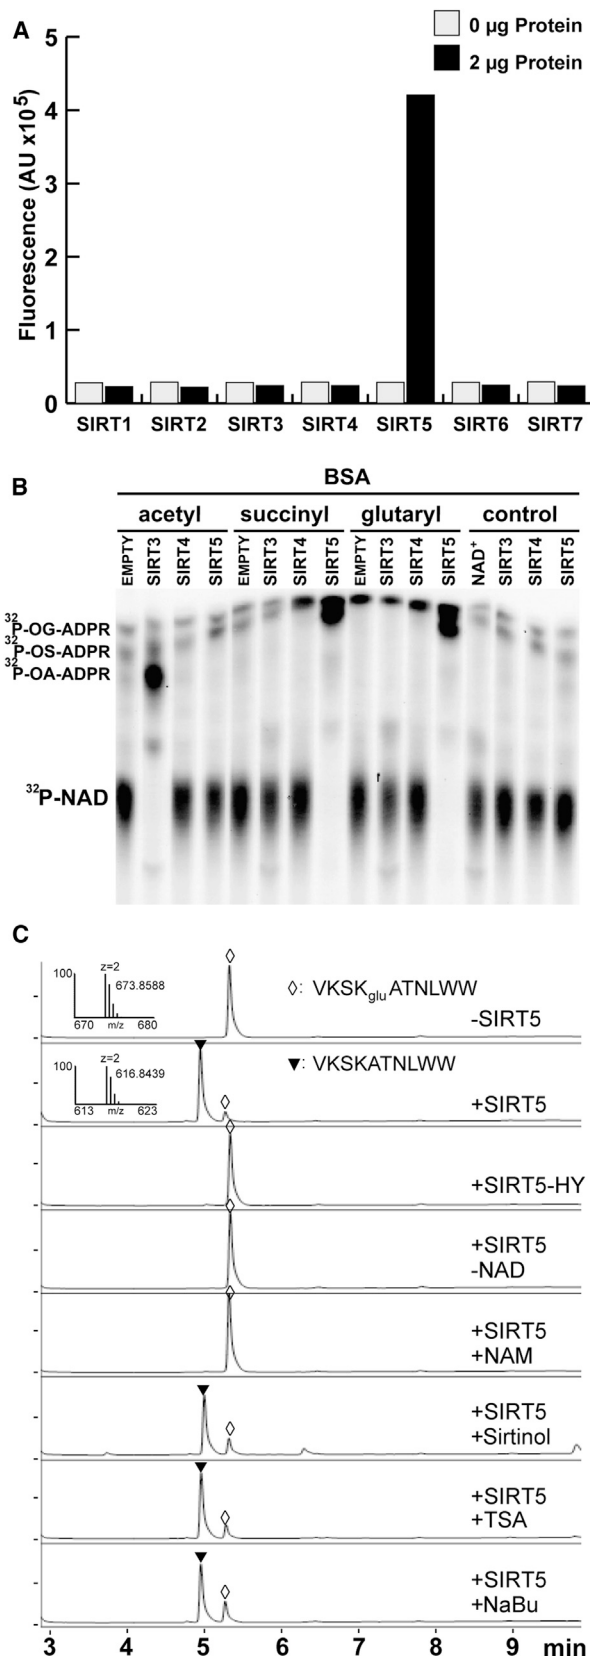 A
0 µg Protein
2 µg Protein
Fluorescence (AU x10⁵)
5
4
3
2
1
0
SIRT1 SIRT2 SIRT3 SIRT4 SIRT5 SIRT6 SIRT7
B
BSA
acetyl succinyl glutaryl control
EMPTY SIRT3 SIRT4 SIRT5 EMPTY SIRT3 SIRT4 SIRT5 EMPTY SIRT3 SIRT4 SIRT5 NAD⁺ SIRT3 SIRT4 SIRT5
³²P-OG-ADPR
³²P-OS-ADPR
³²P-OA-ADPR
³²P-NAD
C
100
z=2
673.8588
670 m/z 680
◊: VKSKgluATNLWW
-SIRT5
100
z=2
616.8439
613 m/z 623
▼: VKSKATNLWW
+SIRT5
+SIRT5-HY
+SIRT5
-NAD
+SIRT5
+NAM
+SIRT5
+Sirtinol
+SIRT5
+TSA
+SIRT5
+NaBu
3 4 5 6 7 8 9 min